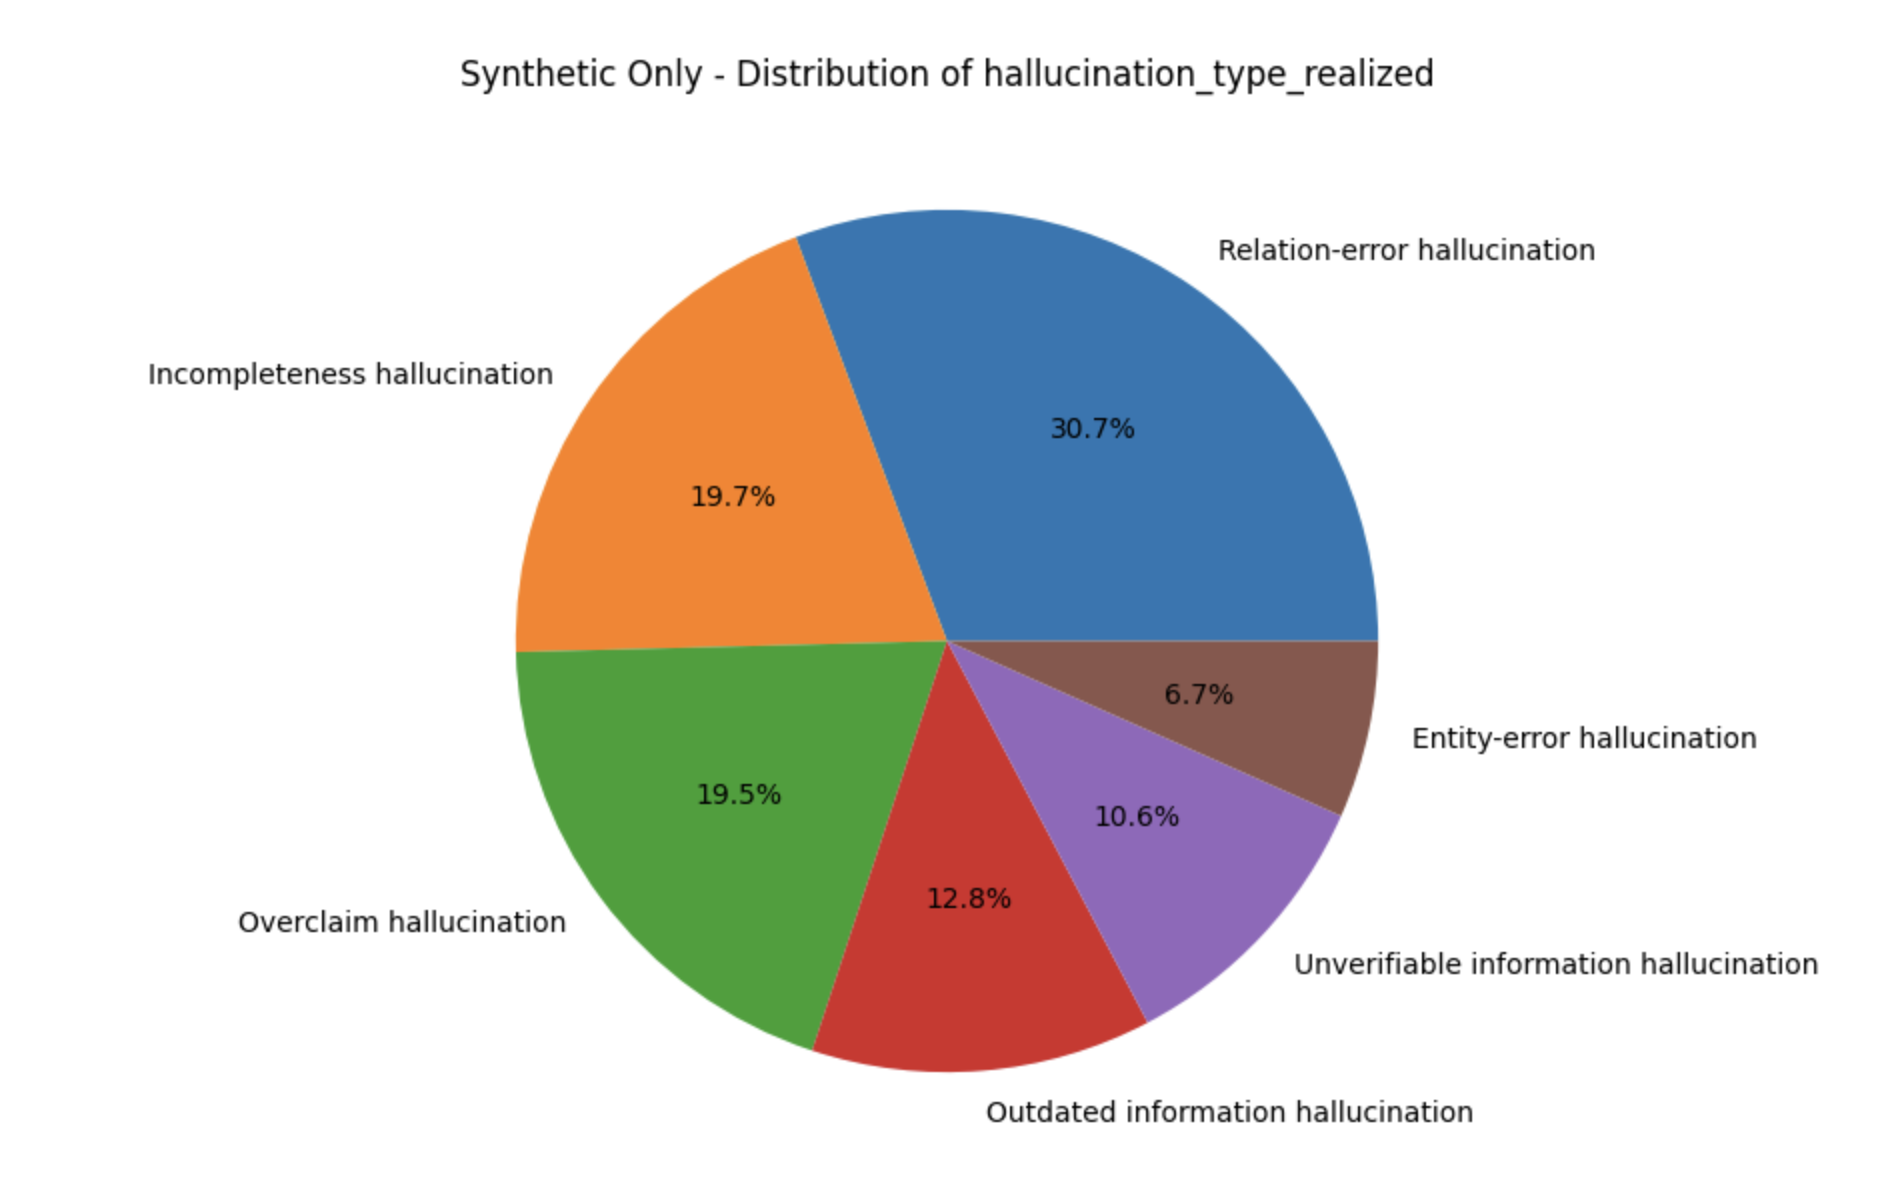 Synthetic Only - Distribution of hallucination_type_realized
Relation-error hallucination
30.7%
Incompleteness hallucination
19.7%
Overclaim hallucination
19.5%
Outdated information hallucination
12.8%
Unverifiable information hallucination
10.6%
Entity-error hallucination
6.7%